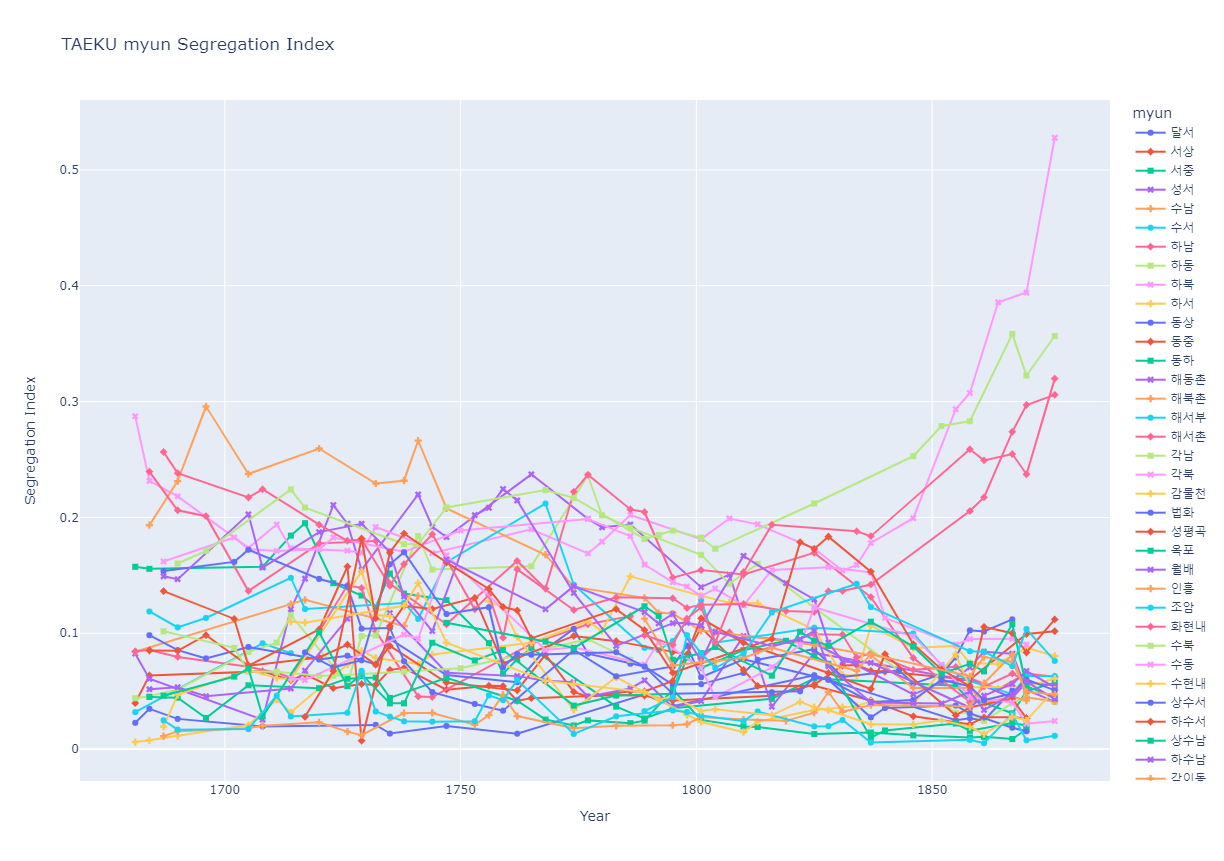 TAEKU myun Segregation Index
myun
달서
서상
서중
성서
수남
수서
하남
하동
하북
하서
동상
동중
동하
해동촌
해북촌
해서부
해서촌
각남
각북
감물천
법화
성평곡
옥포
월배
인흥
조암
화현내
수북
수동
수현내
상수서
하수서
상수남
하수남
각이동
0.5
0.4
0.3
0.2
0.1
0
Segregation Index
1700
1750
1800
1850
Year